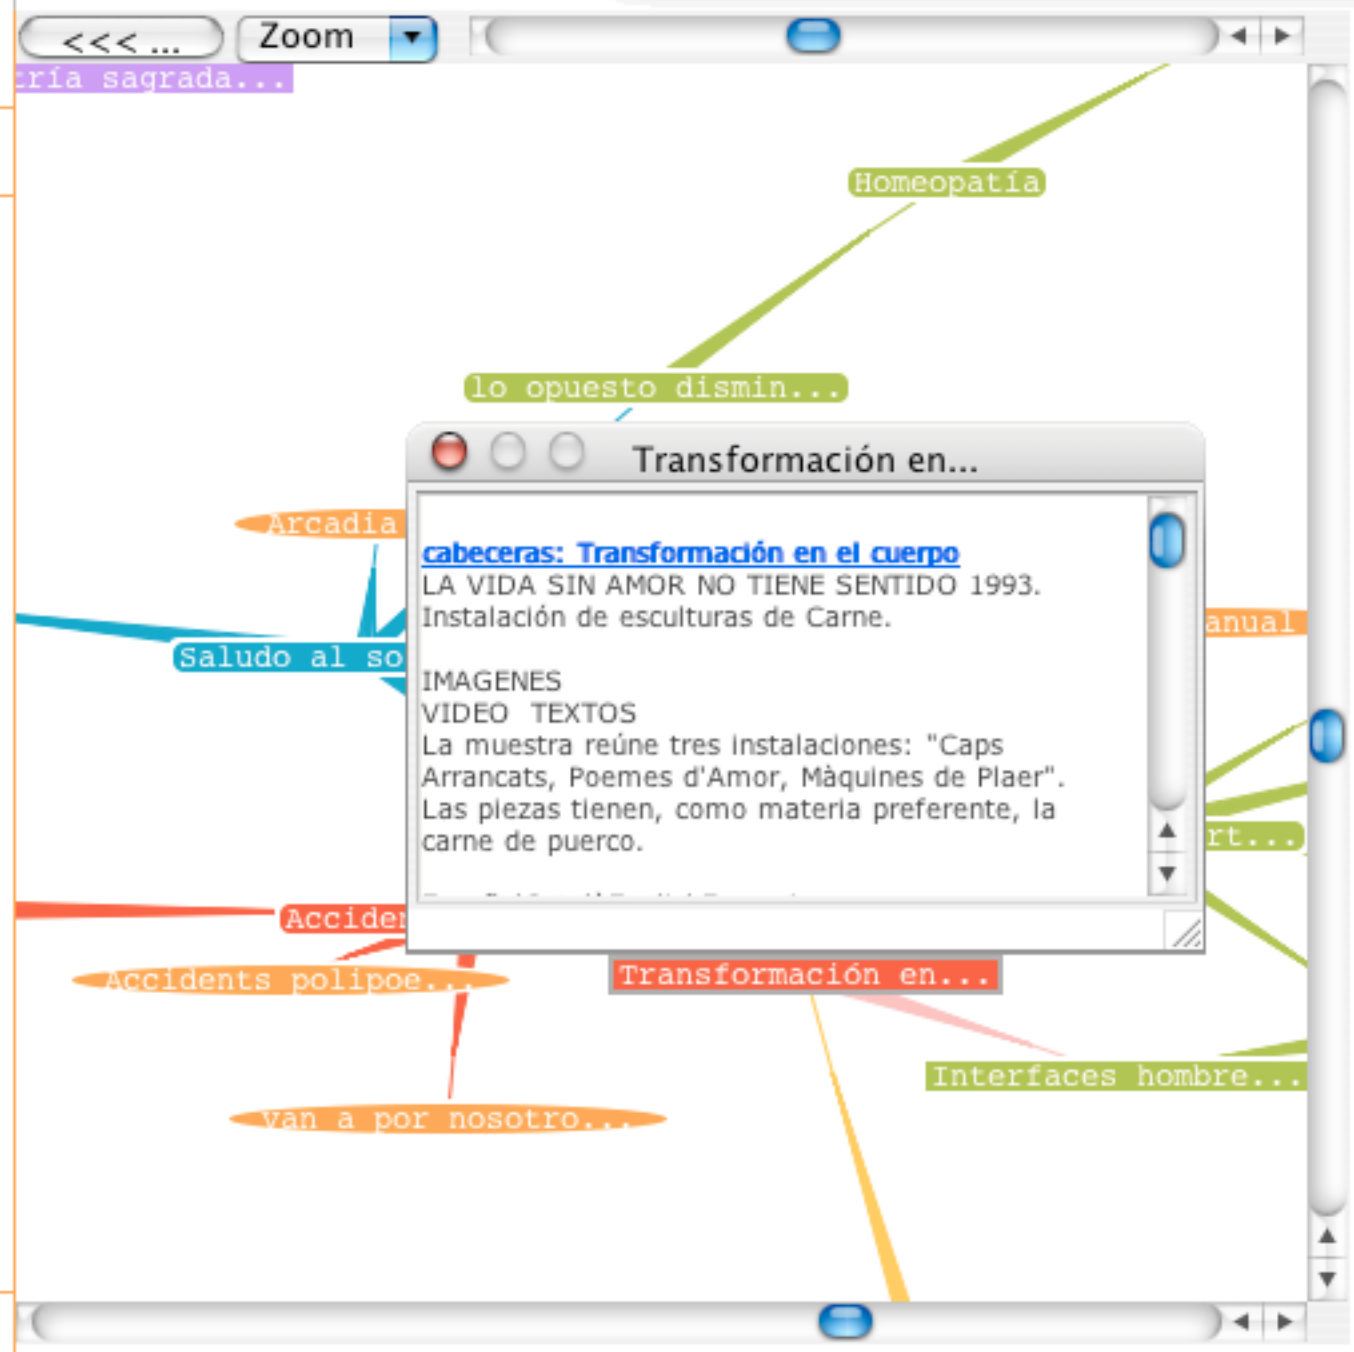 <<< ...
Zoom
tría sagrada...
Homeopatía
lo opuesto dismin...
Transformación en...
Arcadia
cabeceras: Transformación en el cuerpo
LA VIDA SIN AMOR NO TIENE SENTIDO 1993.
Instalación de esculturas de Carne.
anual
Saludo al so
IMAGENES
VIDEO TEXTOS
La muestra reúne tres instalaciones: "Caps
Arrancats, Poemes d'Amor, Màquines de Plaer".
Las piezas tienen, como materia preferente, la
carne de puerco.
rt...
Acciden
Accidents polipoe...
Transformación en...
Interfaces hombre...
van a por nosotro...